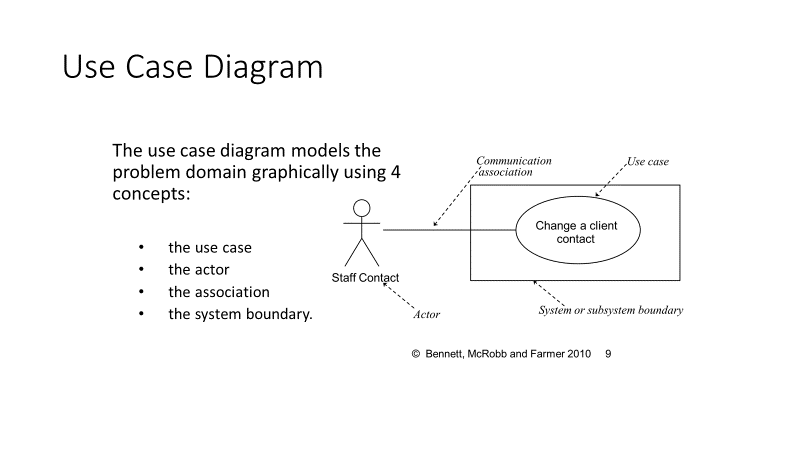 Use Case Diagram
The use case diagram models the
problem domain graphically using 4
concepts:
• the use case
• the actor
• the association
• the system boundary.
Communication
association
Use case
Change a client
contact
Staff Contact
Actor
System or subsystem boundary
© Bennett, McRobb and Farmer 2010 9